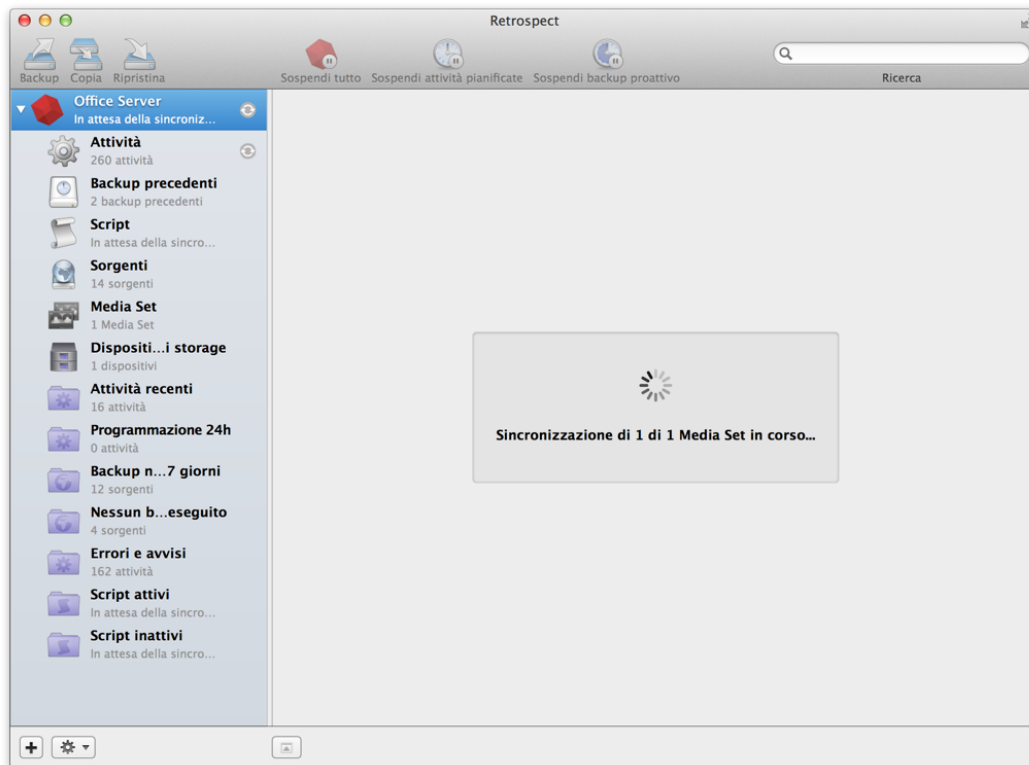 Retrospect
Backup Copia Ripristina
Sospendi tutto Sospendi attività pianificate Sospendi backup proattivo
Ricerca
Office Server
In attesa della sincroniz...
Attività
260 attività
Backup precedenti
2 backup precedenti
Script
In attesa della sincro...
Sorgenti
14 sorgenti
Media Set
1 Media Set
Dispositi...i storage
1 dispositivi
Attività recenti
16 attività
Programmazione 24h
0 attività
Backup n...7 giorni
12 sorgenti
Nessun b...eseguito
4 sorgenti
Errori e avvisi
162 attività
Script attivi
In attesa della sincro...
Script inattivi
In attesa della sincro...
Sincronizzazione di 1 di 1 Media Set in corso...